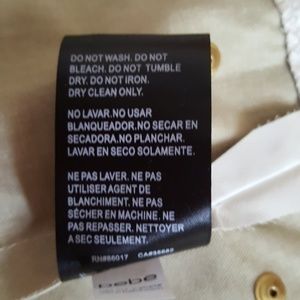 DO NOT WASH. DO NOT
BLEACH. DO NOT TUMBLE
DRY. DO NOT IRON.
DRY CLEAN ONLY.
NO LAVAR.NO USAR
BLANQUEADOR.NO SECAR EN
SECADORA.NO PLANCHAR.
LAVAR EN SECO SOLAMENTE.
NE PAS LAVER. NE PAS
UTILISERAGENT DE
BLANCHIMENT. NE PAS
SÉCHER EN MACHINE. NE
PAS REPASSER. NETTOYER
A SEC SEULEMENT.
bebe